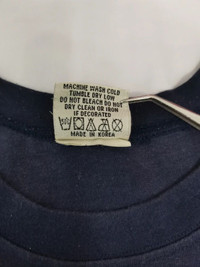 MACHINE WASH COLD
TUMBLE DRY LOW
DO NOT BLEACH DO NOT
DRY CLEAN OR IRON
IF DECORATED
MADE IN KOREA